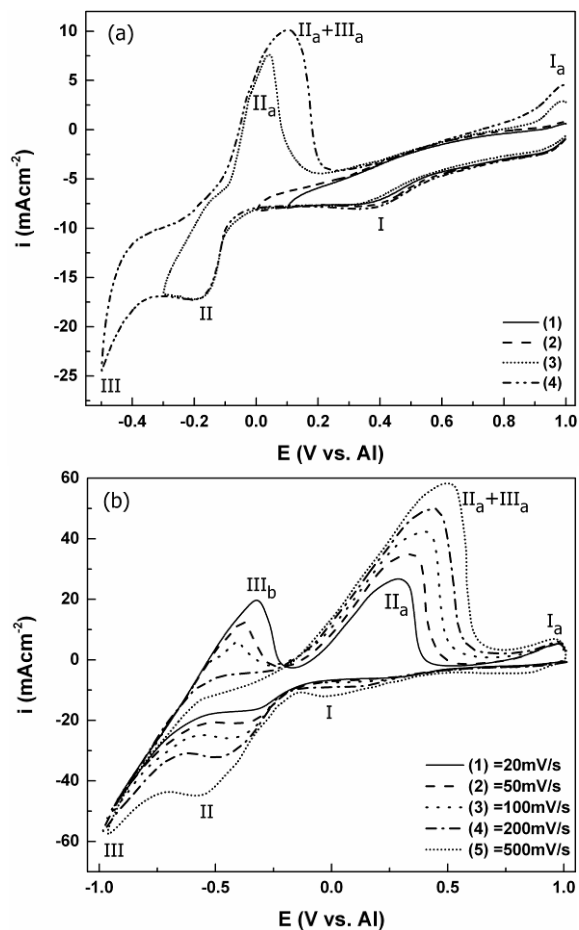 (a)
10
5
0
-5
-10
-15
-20
-25
i (mAcm-2)
IIa+IIIa
IIa
Ia
I
II
III
(1)
(2)
(3)
(4)
-0.4 -0.2 0.0 0.2 0.4 0.6 0.8 1.0
E (V vs. Al)
(b)
60
40
20
0
-20
-40
-60
i (mAcm-2)
IIa+IIIa
IIIb
IIa
Ia
I
II
III
(1) =20mV/s
(2) =50mV/s
(3) =100mV/s
(4) =200mV/s
(5) =500mV/s
-1.0 -0.5 0.0 0.5 1.0
E (V vs. Al)